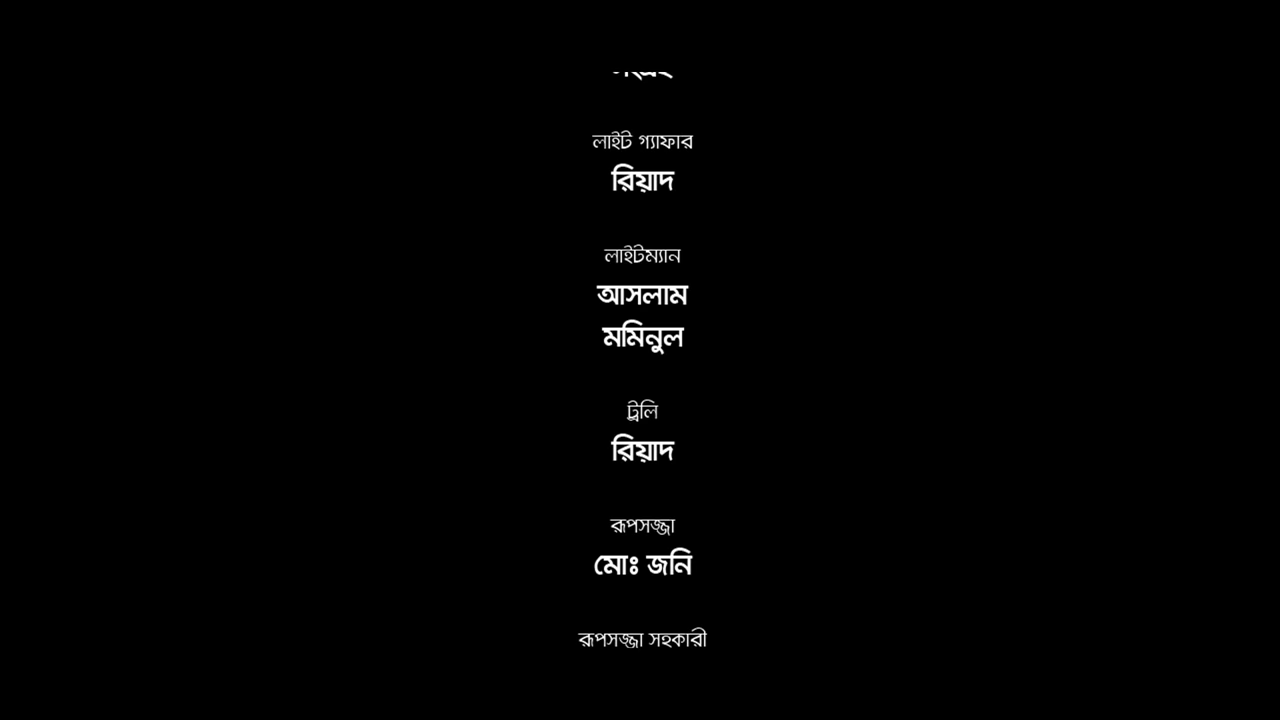 লাইট গ্যাফার
রিয়াদ
লাইটম্যান
আসলাম
মমিনুল
ট্রলি
রিয়াদ
রূপসজ্জা
মোঃ জনি
রূপসজ্জা সহকারী